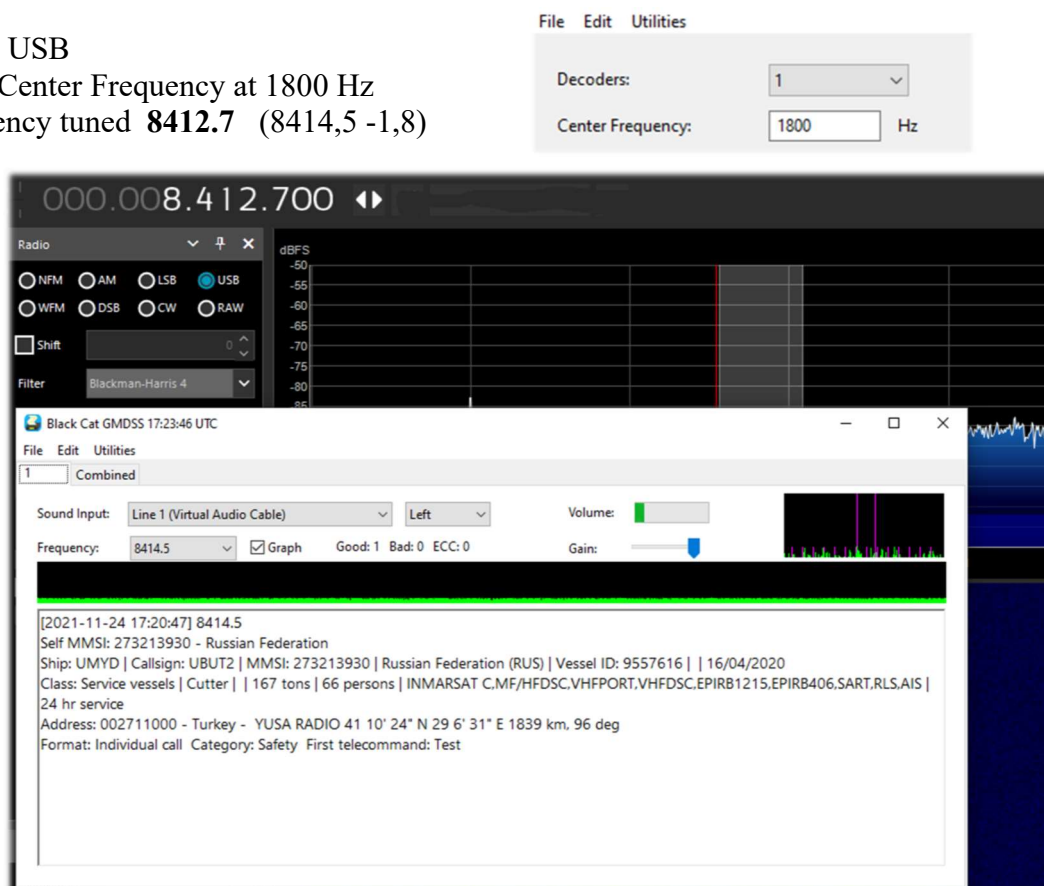 USB
Center Frequency at 1800 Hz
ency tuned 8412.7 (8414,5 -1,8)
File Edit Utilities
Decoders: 1
Center Frequency: 1800 Hz
000.008.412.700
Radio
NFM AM LSB USB
WFM DSB CW RAW
Shift 0
Filter Blackman-Harris 4
dBFS
-50
-55
-60
-65
-70
-75
-80
-85
Black Cat GMDSS 17:23:46 UTC
File Edit Utilities
1 Combined
Sound Input: Line 1 (Virtual Audio Cable) Left Volume:
Frequency: 8414.5 Graph Good: 1 Bad: 0 ECC: 0 Gain:
[2021-11-24 17:20:47] 8414.5
Self MMSI: 273213930 - Russian Federation
Ship: UMYD | Callsign: UBUT2 | MMSI: 273213930 | Russian Federation (RUS) | Vessel ID: 9557616 | | 16/04/2020
Class: Service vessels | Cutter | | 167 tons | 66 persons | INMARSAT C,MF/HFDSC,VHFPORT,VHFDSC,EPIRB1215,EPIRB406,SART,RLS,AIS |
24 hr service
Address: 002711000 - Turkey - YUSA RADIO 41 10' 24" N 29 6' 31" E 1839 km, 96 deg
Format: Individual call Category: Safety First telecommand: Test